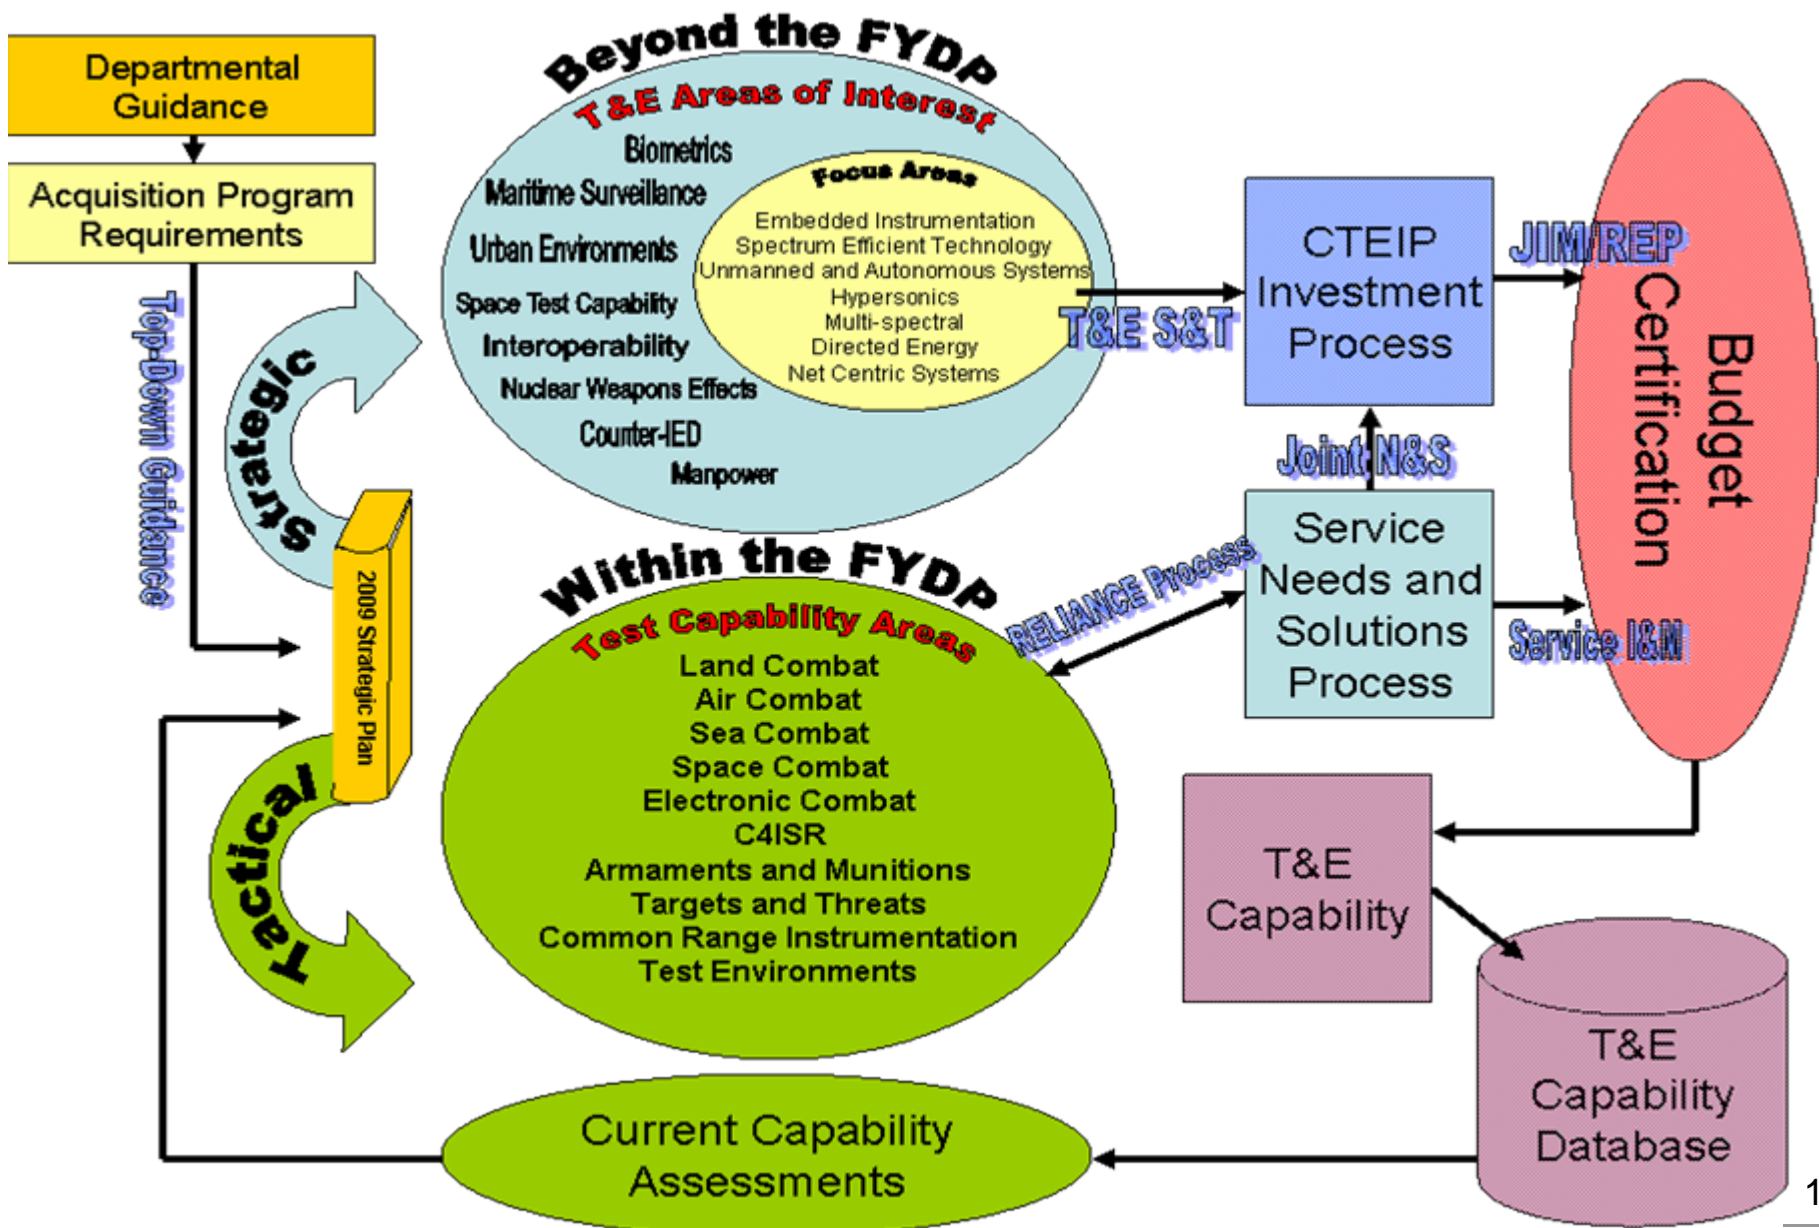 Departmental
Guidance
Acquisition Program
Requirements
Top-Down Guidance
Strategic
2009 Strategic Plan
Tactical
Beyond the FYDP
T&E Areas of Interest
Biometrics
Maritime Surveillance
Urban Environments
Space Test Capability
Interoperability
Nuclear Weapons Effects
Counter-IED
Manpower
Focus Areas
Embedded Instrumentation
Spectrum Efficient Technology
Unmanned and Autonomous Systems
Hypersonics
Multi-spectral
Directed Energy
Net Centric Systems
T&E S&T
CTEIP
Investment
Process
JIM/REP
Joint N&S
Service
Needs and
Solutions
Process
RELIANCE Process
Service I&M
Budget
Certification
Within the FYDP
Test Capability Areas
Land Combat
Air Combat
Sea Combat
Space Combat
Electronic Combat
C4ISR
Armaments and Munitions
Targets and Threats
Common Range Instrumentation
Test Environments
T&E
Capability
T&E
Capability
Database
Current Capability
Assessments
1